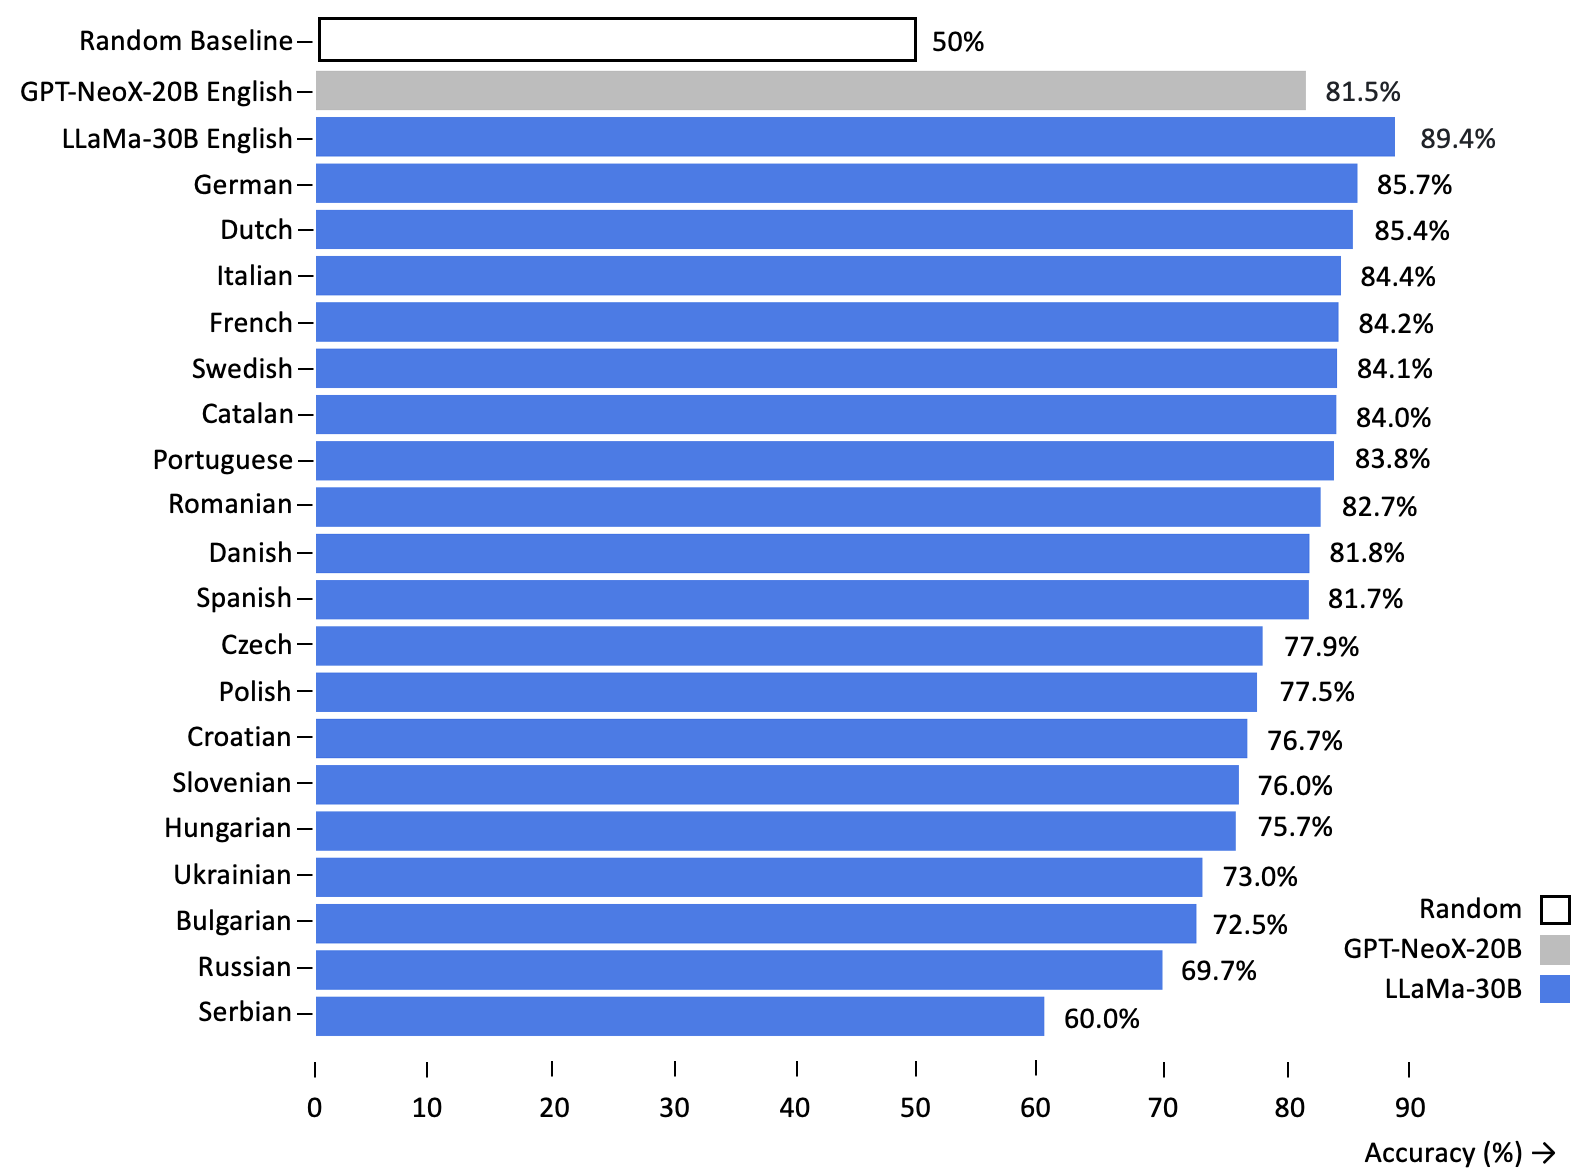 Random Baseline 50%
GPT-NeoX-20B English 81.5%
LLaMa-30B English 89.4%
German 85.7%
Dutch 85.4%
Italian 84.4%
French 84.2%
Swedish 84.1%
Catalan 84.0%
Portuguese 83.8%
Romanian 82.7%
Danish 81.8%
Spanish 81.7%
Czech 77.9%
Polish 77.5%
Croatian 76.7%
Slovenian 76.0%
Hungarian 75.7%
Ukrainian 73.0%
Bulgarian 72.5%
Russian 69.7%
Serbian 60.0%
Random
GPT-NeoX-20B
LLaMa-30B
0 10 20 30 40 50 60 70 80 90
Accuracy (%) →